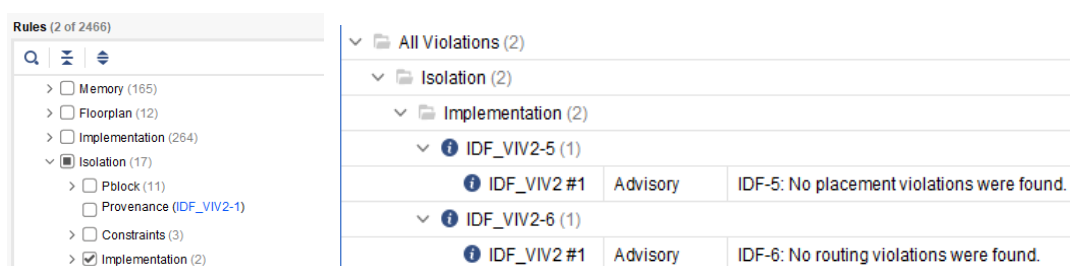 Rules (2 of 2466)
Memory (165)
Floorplan (12)
Implementation (264)
Isolation (17)
Pblock (11)
Provenance (IDF_VIV2-1)
Constraints (3)
Implementation (2)
All Violations (2)
Isolation (2)
Implementation (2)
IDF_VIV2-5 (1)
IDF_VIV2 #1 Advisory IDF-5: No placement violations were found.
IDF_VIV2-6 (1)
IDF_VIV2 #1 Advisory IDF-6: No routing violations were found.